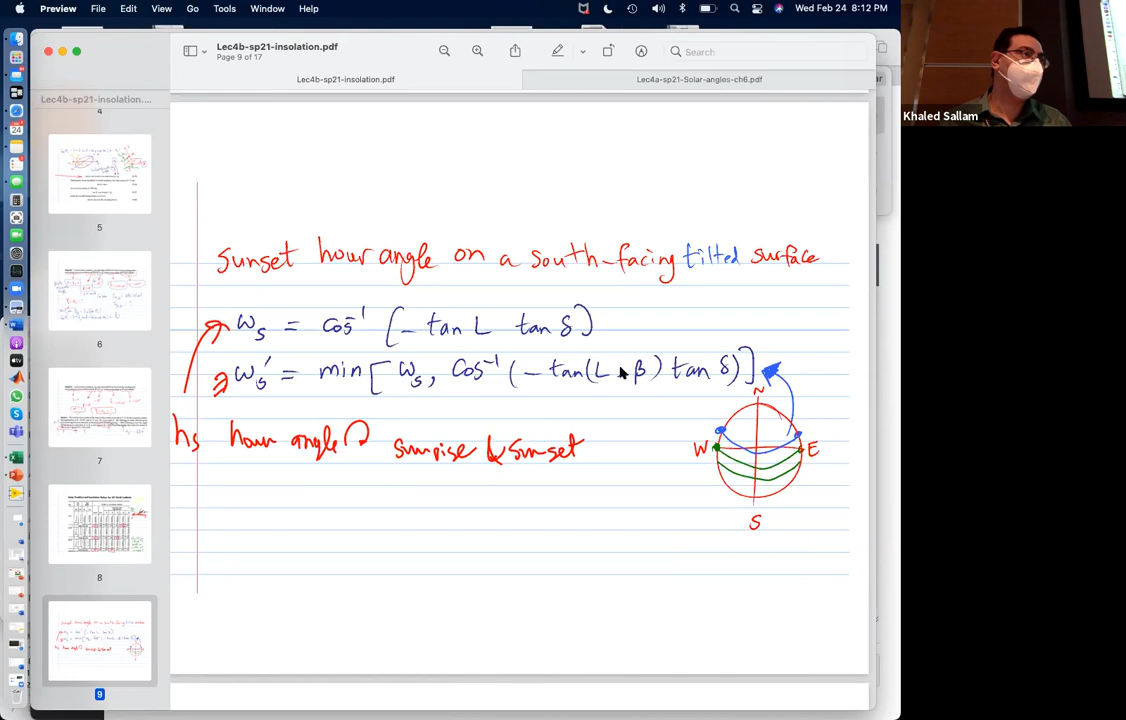 Preview File Edit View Go Tools Window Help Wed Feb 24 8:12 PM
Lec4b-sp21-insolation.pdf
Page 9 of 17
Search
Lec4b-sp21-insolation.pdf
Lec4a-sp21-Solar-angles-ch6.pdf
Lec4b-sp21-insolation....
4
5
6
7
8
9
Khaled Sallam
sunset hour angle on a south-facing tilted surface
ωs = cos⁻¹ [- tan L tan δ)
ωs′ = min [ ωs, cos⁻¹ (- tan(L - β) tan δ)]
hs hour angle @ sunrise & sunset
N
W E
S